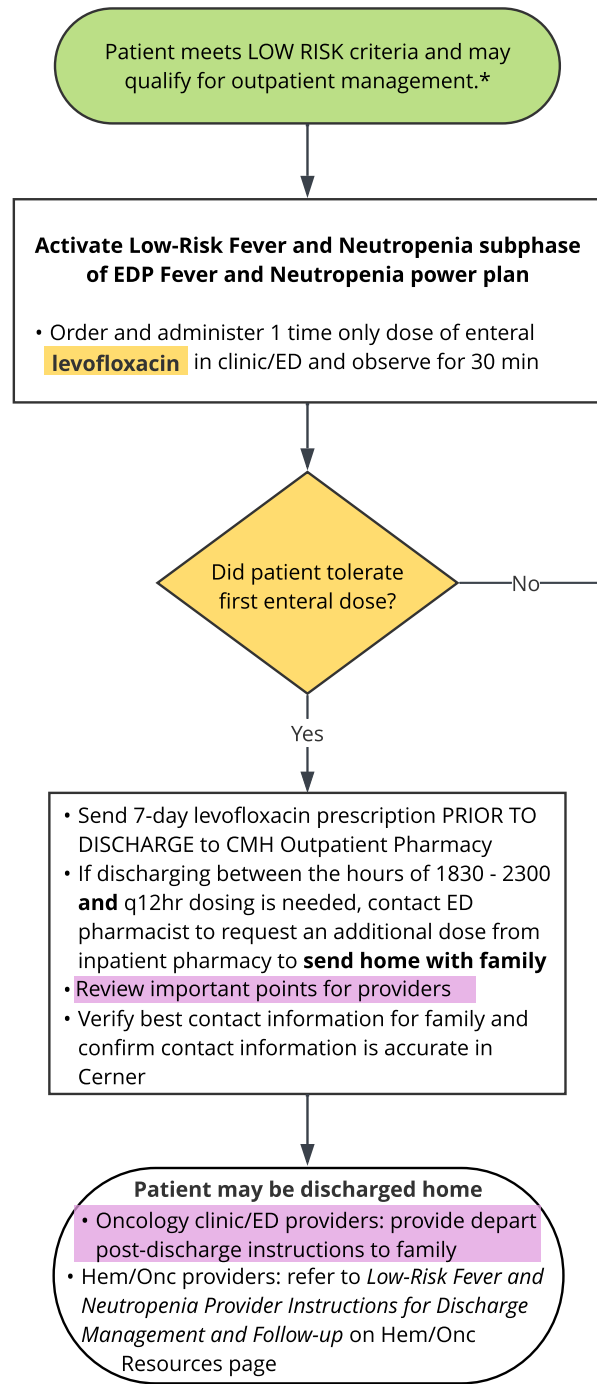 Patient meets LOW RISK criteria and may
qualify for outpatient management.*
Activate Low-Risk Fever and Neutropenia subphase
of EDP Fever and Neutropenia power plan
• Order and administer 1 time only dose of enteral
levofloxacin in clinic/ED and observe for 30 min
Did patient tolerate
first enteral dose?
No
Yes
• Send 7-day levofloxacin prescription PRIOR TO
DISCHARGE to CMH Outpatient Pharmacy
• If discharging between the hours of 1830 - 2300
and q12hr dosing is needed, contact ED
pharmacist to request an additional dose from
inpatient pharmacy to send home with family
• Review important points for providers
• Verify best contact information for family and
confirm contact information is accurate in
Cerner
Patient may be discharged home
• Oncology clinic/ED providers: provide depart
post-discharge instructions to family
• Hem/Onc providers: refer to Low-Risk Fever and
Neutropenia Provider Instructions for Discharge
Management and Follow-up on Hem/Onc
Resources page